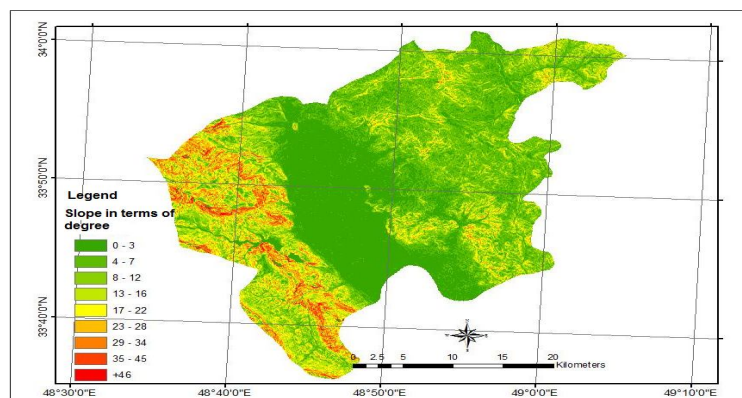 34°0'0"N
33°50'0"N
33°40'0"N
Legend
Slope in terms of
degree
0 - 3
4 - 7
8 - 12
13 - 16
17 - 22
23 - 28
29 - 34
35 - 45
+46
0 2.5 5 10 15 20
Kilometers
48°30'0"E 48°40'0"E 48°50'0"E 49°0'0"E 49°10'0"E